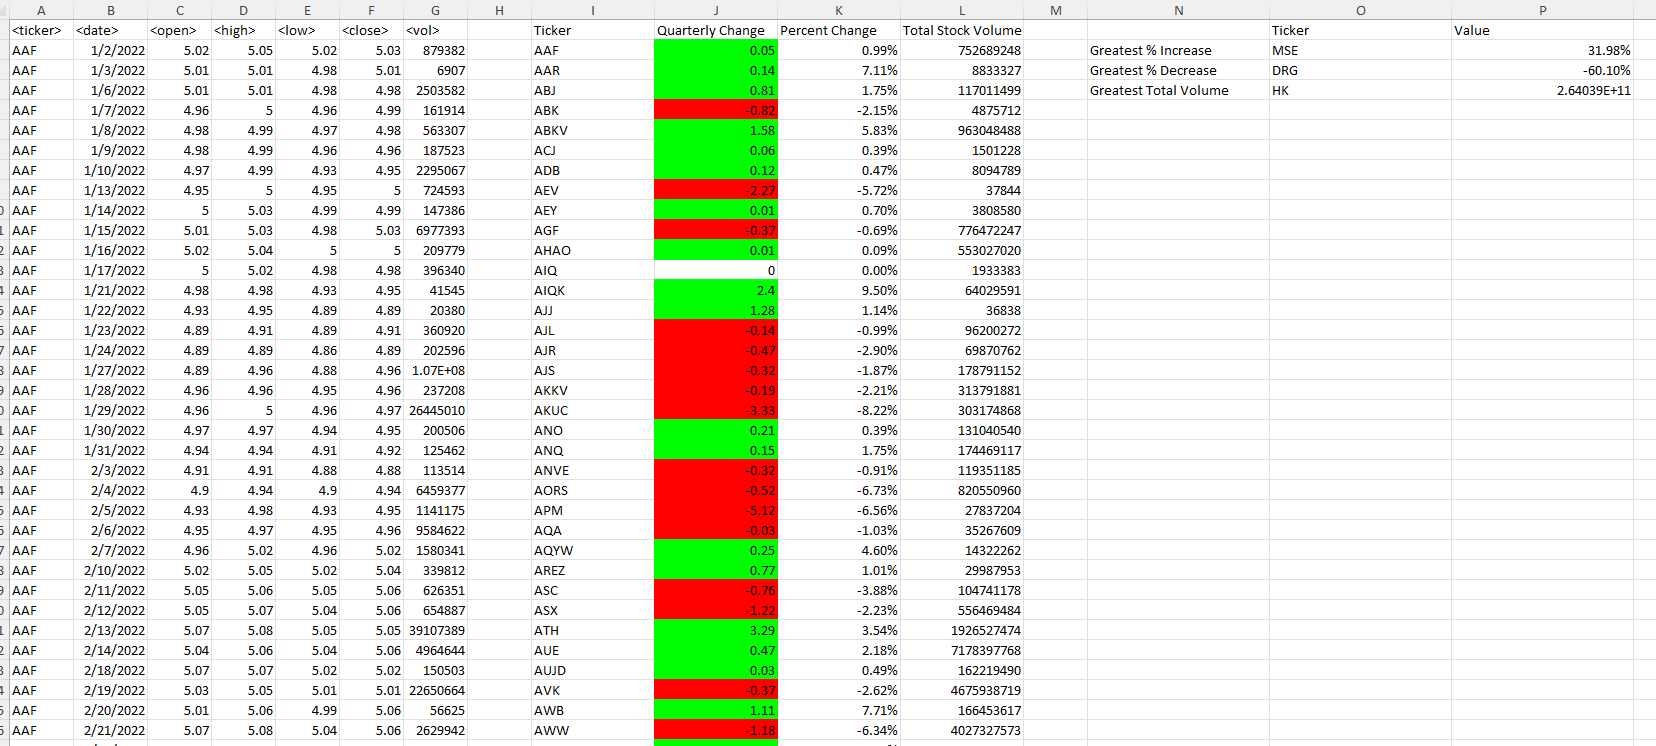 A B C D E F G H I J K L M N O P
<ticker> <date> <open> <high> <low> <close> <vol> Ticker Quarterly Change Percent Change Total Stock Volume Ticker Value
AAF 1/2/2022 5.02 5.05 5.02 5.03 879382 AAF 0.05 0.99% 752689248 Greatest % Increase MSE 31.98%
AAF 1/3/2022 5.01 5.01 4.98 5.01 6907 AAR 0.14 7.11% 8833327 Greatest % Decrease DRG -60.10%
AAF 1/6/2022 5.01 5.01 4.98 4.98 2503582 ABJ 0.81 1.75% 117011499 Greatest Total Volume HK 2.64039E+11
AAF 1/7/2022 4.96 5 4.96 4.99 161914 ABK -0.82 -2.15% 4875712
AAF 1/8/2022 4.98 4.99 4.97 4.98 563307 ABKV 1.58 5.83% 963048488
AAF 1/9/2022 4.98 4.99 4.96 4.96 187523 ACJ 0.06 0.39% 1501228
AAF 1/10/2022 4.97 4.99 4.93 4.95 2295067 ADB 0.12 0.47% 8094789
AAF 1/13/2022 4.95 5 4.95 5 724593 AEV -2.27 -5.72% 37844
AAF 1/14/2022 5 5.03 4.99 4.99 147386 AEY 0.01 0.70% 3808580
AAF 1/15/2022 5.01 5.03 4.98 5.03 6977393 AGF -0.37 -0.69% 776472247
AAF 1/16/2022 5.02 5.04 5 5 209779 AHAO 0.01 0.09% 553027020
AAF 1/17/2022 5 5.02 4.98 4.98 396340 AIQ 0 0.00% 1933383
AAF 1/21/2022 4.98 4.98 4.93 4.95 41545 AIQK 2.4 9.50% 64029591
AAF 1/22/2022 4.93 4.95 4.89 4.89 20380 AJJ 1.28 1.14% 36838
AAF 1/23/2022 4.89 4.91 4.89 4.91 360920 AJL -0.14 -0.99% 96200272
AAF 1/24/2022 4.89 4.89 4.86 4.89 202596 AJR -0.47 -2.90% 69870762
AAF 1/27/2022 4.89 4.96 4.88 4.96 1.07E+08 AJS -0.32 -1.87% 178791152
AAF 1/28/2022 4.96 4.96 4.95 4.96 237208 AKKV -0.19 -2.21% 313791881
AAF 1/29/2022 4.96 5 4.96 4.97 26445010 AKUC -3.33 -8.22% 303174868
AAF 1/30/2022 4.97 4.97 4.94 4.95 200506 ANO 0.21 0.39% 131040540
AAF 1/31/2022 4.94 4.94 4.91 4.92 125462 ANQ 0.15 1.75% 174469117
AAF 2/3/2022 4.91 4.91 4.88 4.88 113514 ANVE -0.32 -0.91% 119351185
AAF 2/4/2022 4.9 4.94 4.9 4.94 6459377 AORS -0.52 -6.73% 820550960
AAF 2/5/2022 4.93 4.98 4.93 4.95 1141175 APM -5.12 -6.56% 27837204
AAF 2/6/2022 4.95 4.97 4.95 4.96 9584622 AQA -0.03 -1.03% 35267609
AAF 2/7/2022 4.96 5.02 4.96 5.02 1580341 AQYW 0.25 4.60% 14322262
AAF 2/10/2022 5.02 5.05 5.02 5.04 339812 AREZ 0.77 1.01% 29987953
AAF 2/11/2022 5.05 5.06 5.05 5.06 626351 ASC -0.76 -3.88% 104741178
AAF 2/12/2022 5.05 5.07 5.04 5.06 654887 ASX -1.22 -2.23% 556469484
AAF 2/13/2022 5.07 5.08 5.05 5.05 39107389 ATH 3.29 3.54% 1926527474
AAF 2/14/2022 5.04 5.06 5.04 5.06 4964644 AUE 0.47 2.18% 7178397768
AAF 2/18/2022 5.07 5.07 5.02 5.02 150503 AUJD 0.03 0.49% 162219490
AAF 2/19/2022 5.03 5.05 5.01 5.01 22650664 AVK -0.37 -2.62% 4675938719
AAF 2/20/2022 5.01 5.06 4.99 5.06 56625 AWB 1.11 7.71% 166453617
AAF 2/21/2022 5.07 5.08 5.04 5.06 2629942 AWW -1.18 -6.34% 4027327573